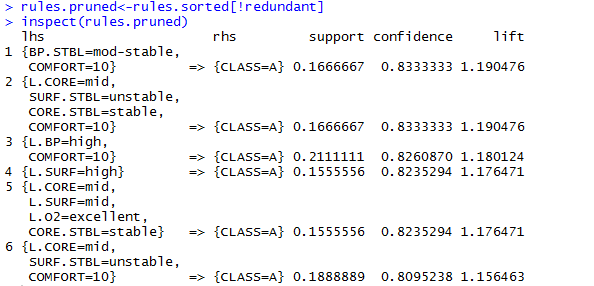 > rules.pruned<-rules.sorted[!redundant]
> inspect(rules.pruned)
  lhs                        rhs         support confidence     lift
1 {BP.STBL=mod-stable,
   COMFORT=10}            => {CLASS=A} 0.1666667  0.8333333 1.190476
2 {L.CORE=mid,
   SURF.STBL=unstable,
   CORE.STBL=stable,
   COMFORT=10}            => {CLASS=A} 0.1666667  0.8333333 1.190476
3 {L.BP=high,
   COMFORT=10}            => {CLASS=A} 0.2111111  0.8260870 1.180124
4 {L.SURF=high}           => {CLASS=A} 0.1555556  0.8235294 1.176471
5 {L.CORE=mid,
   L.SURF=mid,
   L.O2=excellent,
   CORE.STBL=stable}      => {CLASS=A} 0.1555556  0.8235294 1.176471
6 {L.CORE=mid,
   SURF.STBL=unstable,
   COMFORT=10}            => {CLASS=A} 0.1888889  0.8095238 1.156463